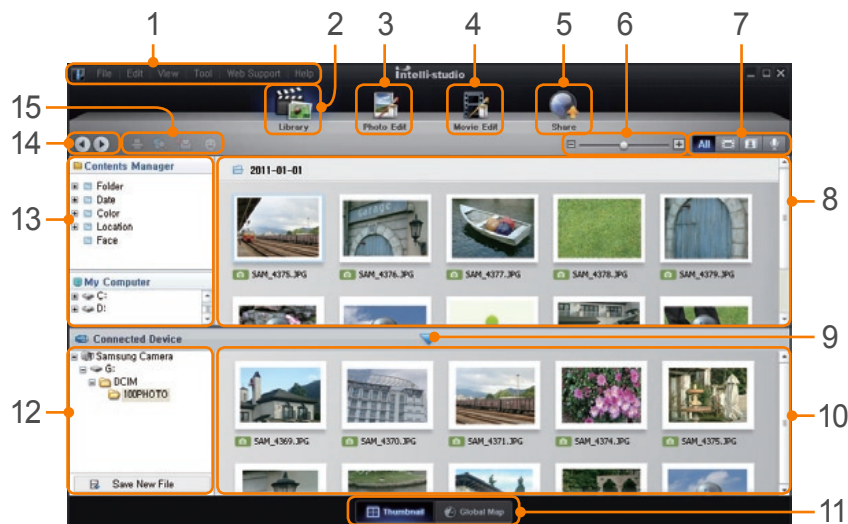 1 2 3 4 5 6 7
File Edit View Tool Web Support Help
intelli-studio
Library Photo Edit Movie Edit Share
15
14
All
Contents Manager
Folder
Date
Color
Location
Face
13
2011-01-01
SAM_4375.JPG SAM_4376.JPG SAM_4377.JPG SAM_4378.JPG SAM_4379.JPG
8
My Computer
C:
D:
Connected Device
9
Samsung Camera
G:
DCIM
100PHOTO
12
SAM_4369.JPG SAM_4370.JPG SAM_4371.JPG SAM_4374.JPG SAM_4375.JPG
10
Save New File
Thumbnail Global Map
11